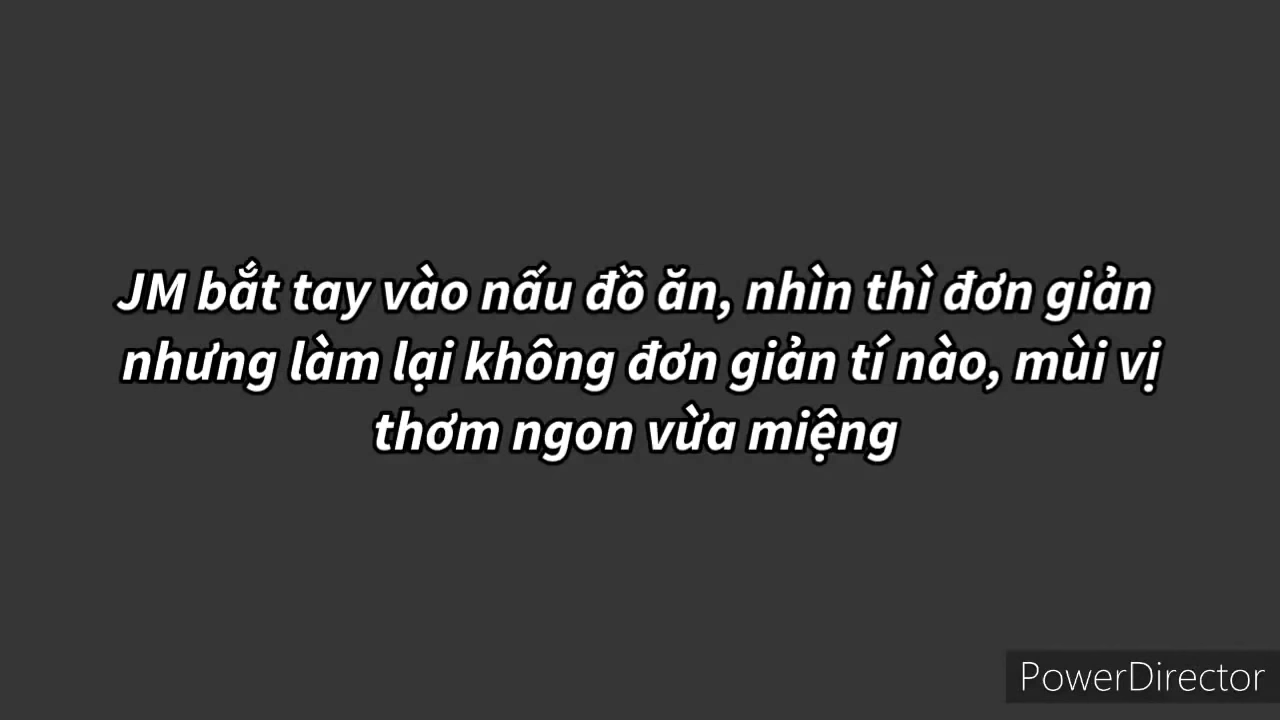 JM bắt tay vào nấu đồ ăn, nhìn thì đơn giản
nhưng làm lại không đơn giản tí nào, mùi vị
thơm ngon vừa miệng
PowerDirector